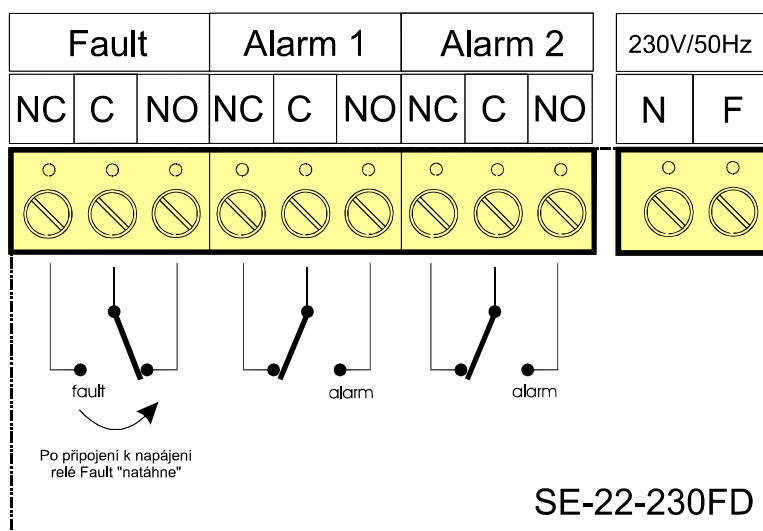 Fault Alarm 1 Alarm 2 230V/50Hz
NC C NO NC C NO NC C NO N F
fault alarm alarm
Po připojení k napájení
relé Fault "natáhne"
SE-22-230FD